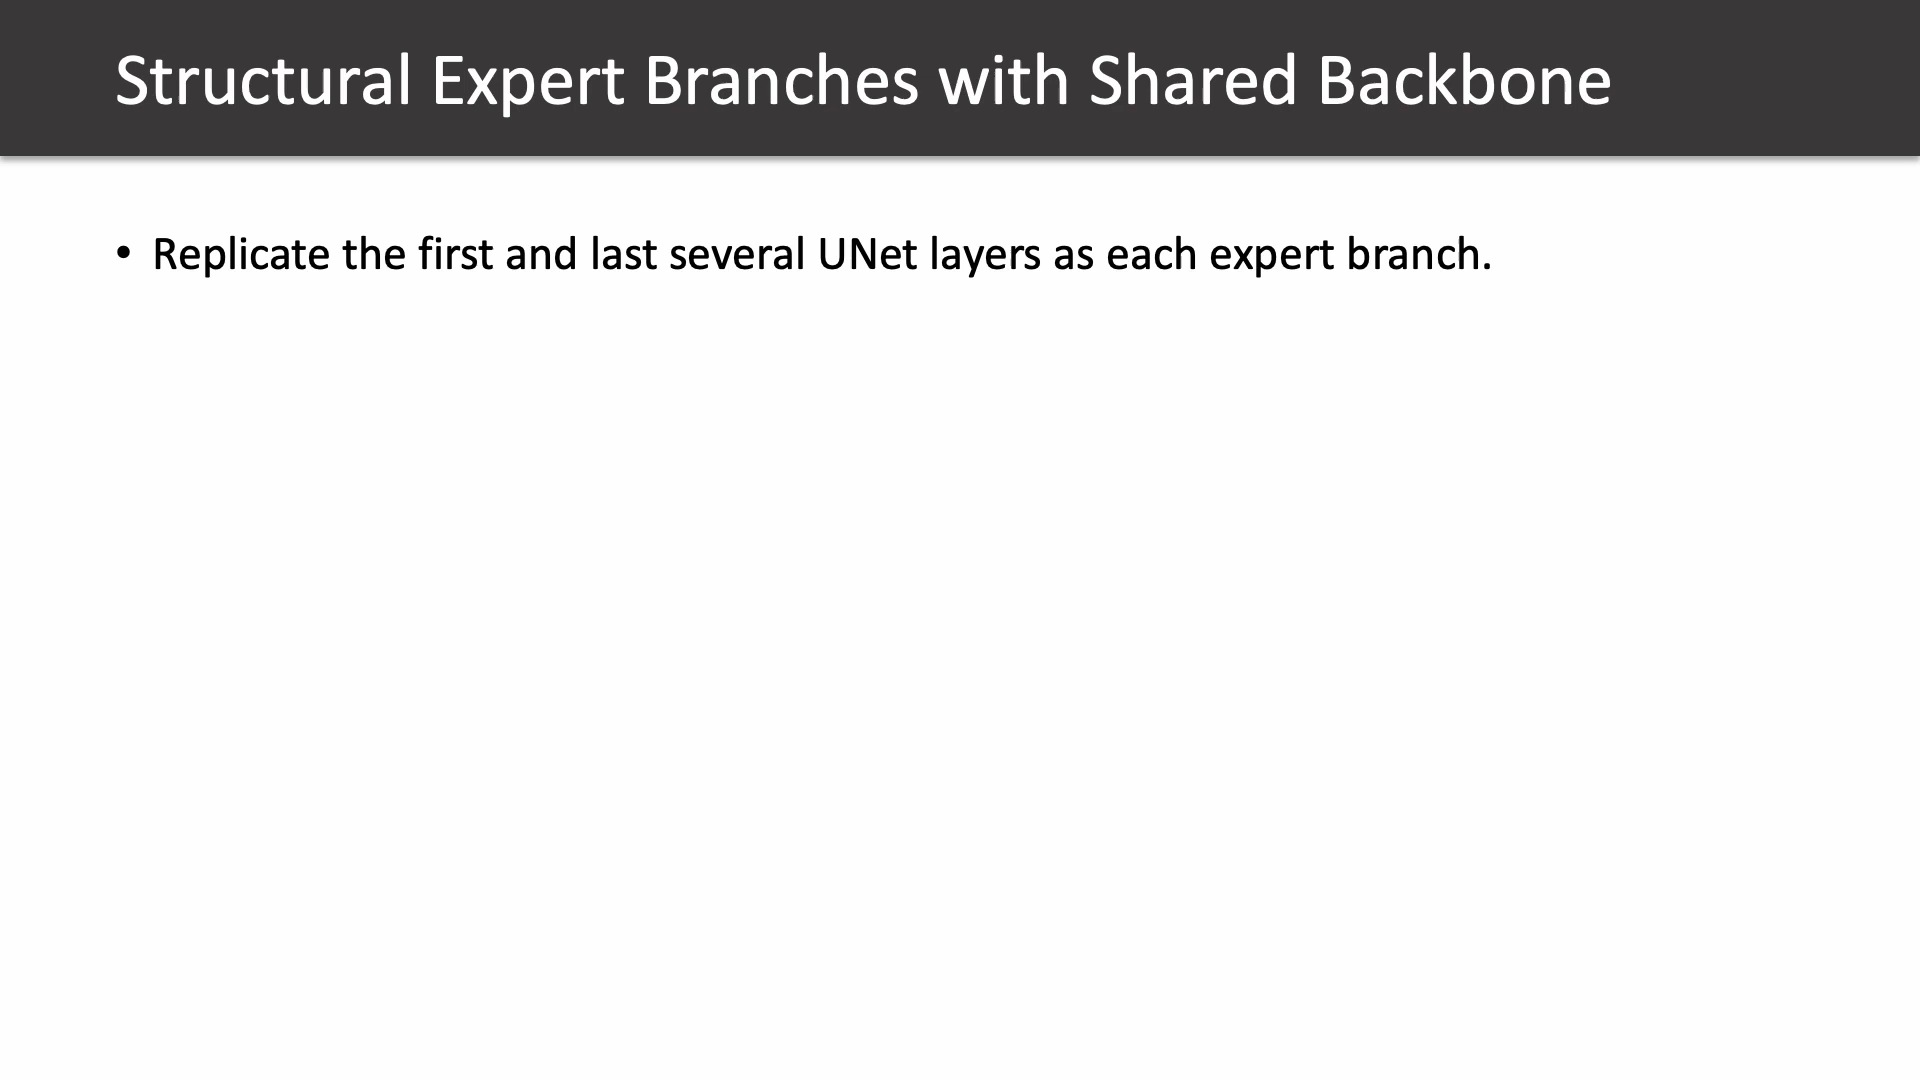 Structural Expert Branches with Shared Backbone
• Replicate the first and last several UNet layers as each expert branch.